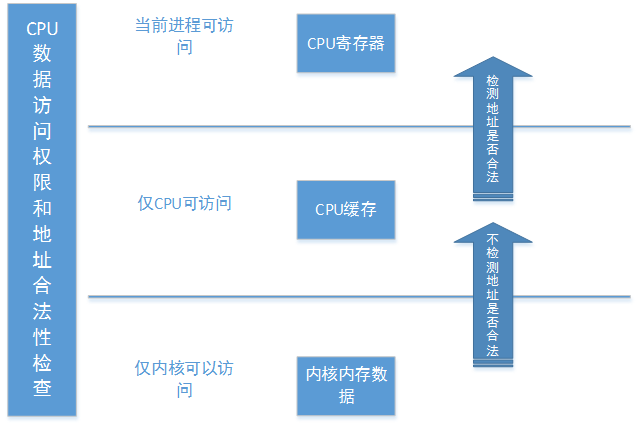 CPU
数
据
访
问
权
限
和
地
址
合
法
性
检
查
当前进程可访
问
CPU寄存器
检
测
地
址
是
否
合
法
仅CPU可访问
CPU缓存
不
检
测
地
址
是
否
合
法
仅内核可以访
问
内核内存数
据